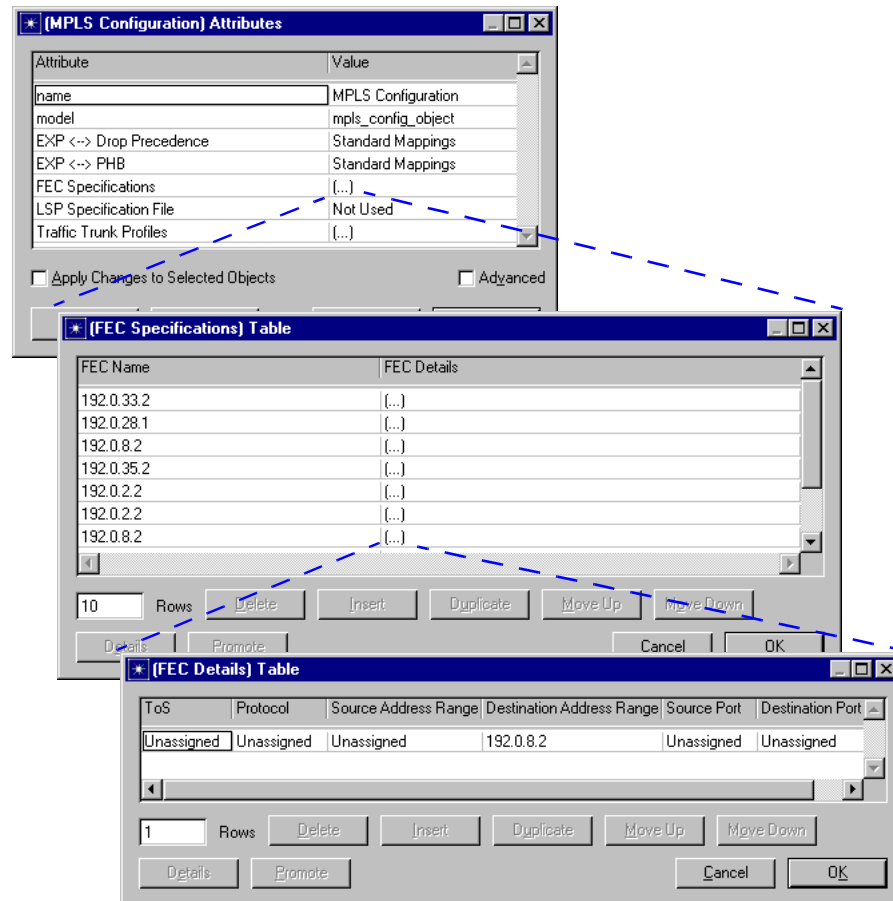 (MPLS Configuration) Attributes
Attribute Value
name MPLS Configuration
model mpls_config_object
EXP <--> Drop Precedence Standard Mappings
EXP <--> PHB Standard Mappings
FEC Specifications (...)
LSP Specification File Not Used
Traffic Trunk Profiles (...)
Apply Changes to Selected Objects Advanced
(FEC Specifications) Table
FEC Name FEC Details
192.0.33.2 (...)
192.0.28.1 (...)
192.0.8.2 (...)
192.0.35.2 (...)
192.0.2.2 (...)
192.0.2.2 (...)
192.0.8.2 (...)
10 Rows Delete Insert Duplicate Move Up Move Down
Details Promote Cancel OK
(FEC Details) Table
ToS Protocol Source Address Range Destination Address Range Source Port Destination Port
Unassigned Unassigned Unassigned 192.0.8.2 Unassigned Unassigned
1 Rows Delete Insert Duplicate Move Up Move Down
Details Promote Cancel OK